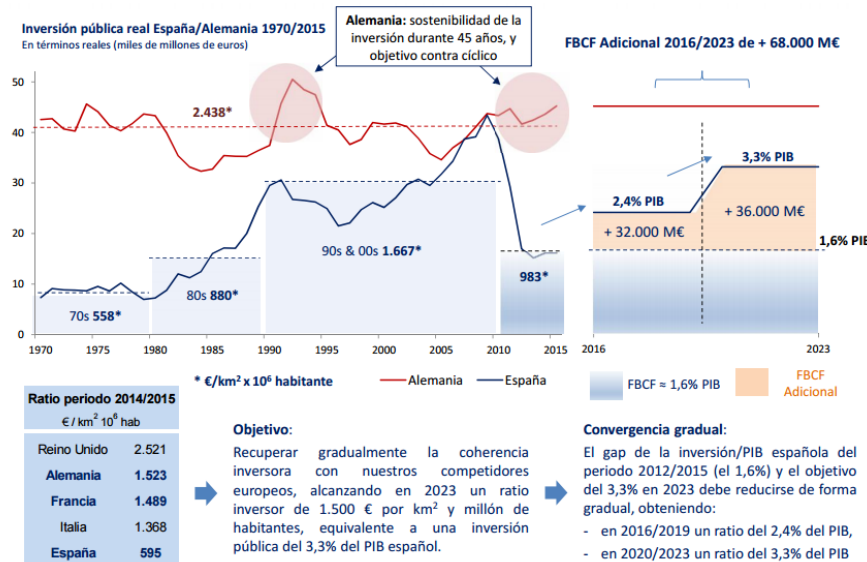 Inversión pública real España/Alemania 1970/2015
En términos reales (miles de millones de euros)
Alemania: sostenibilidad de la
inversión durante 45 años, y
objetivo contra cíclico
FBCF Adicional 2016/2023 de + 68.000 M€
50
40
30
20
10
0
2.438*
70s 558*
80s 880*
90s & 00s 1.667*
983*
1970
1975
1980
1985
1990
1995
2000
2005
2010
2015
* €/km² x 10⁶ habitante
Alemania
España
2,4% PIB
+ 32.000 M€
3,3% PIB
+ 36.000 M€
1,6% PIB
2016
2023
FBCF ≈ 1,6% PIB
FBCF
Adicional
Ratio periodo 2014/2015
€ / km² 10⁶ hab
Reino Unido 2.521
Alemania 1.523
Francia 1.489
Italia 1.368
España 595
Objetivo:
Recuperar gradualmente la coherencia
inversora con nuestros competidores
europeos, alcanzando en 2023 un ratio
inversor de 1.500 € por km² y millón de
habitantes, equivalente a una inversión
pública del 3,3% del PIB español.
Convergencia gradual:
El gap de la inversión/PIB española del
periodo 2012/2015 (el 1,6%) y el objetivo
del 3,3% en 2023 debe reducirse de forma
gradual, obteniendo:
- en 2016/2019 un ratio del 2,4% del PIB,
- en 2020/2023 un ratio del 3,3% del PIB